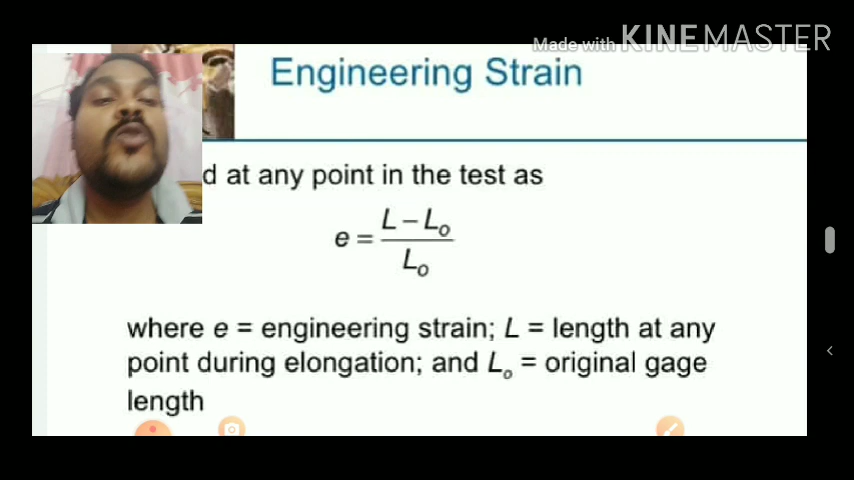 Made with KINEMASTER
Engineering Strain
d at any point in the test as
e = L – Lo
Lo
where e = engineering strain; L = length at any
point during elongation; and Lo = original gage
length